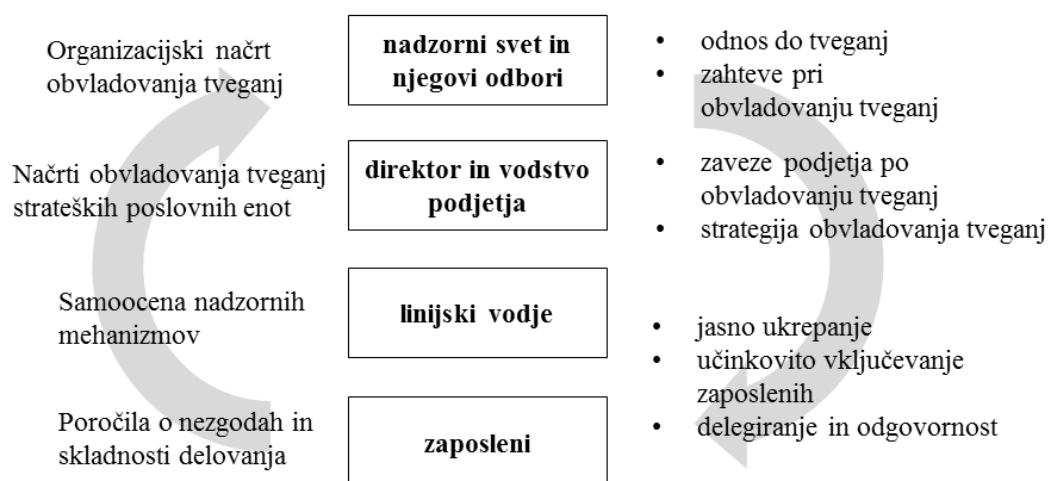 Organizacijski načrt
obvladovanja tveganj
nadzorni svet in
njegovi odbori
• odnos do tveganj
• zahteve pri
obvladovanju tveganj
Načrti obvladovanja tveganj
strateških poslovnih enot
direktor in vodstvo
podjetja
• zaveze podjetja po
obvladovanju tveganj
• strategija obvladovanja tveganj
Samoocena nadzornih
mehanizmov
linijski vodje
• jasno ukrepanje
• učinkovito vključevanje
zaposlenih
• delegiranje in odgovornost
Poročila o nezgodah in
skladnosti delovanja
zaposleni